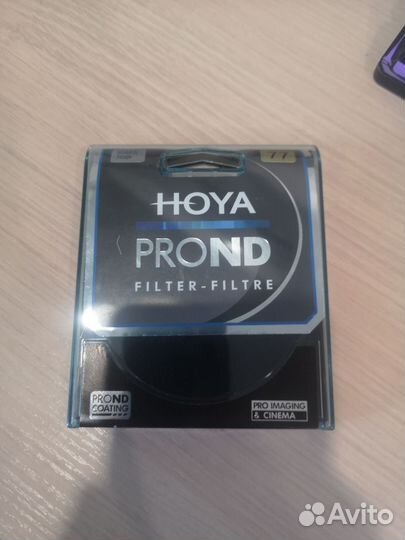 77
HOYA
PROND
FILTER-FILTRE
PROND
COATING
PRO IMAGING
& CINEMA
Avito